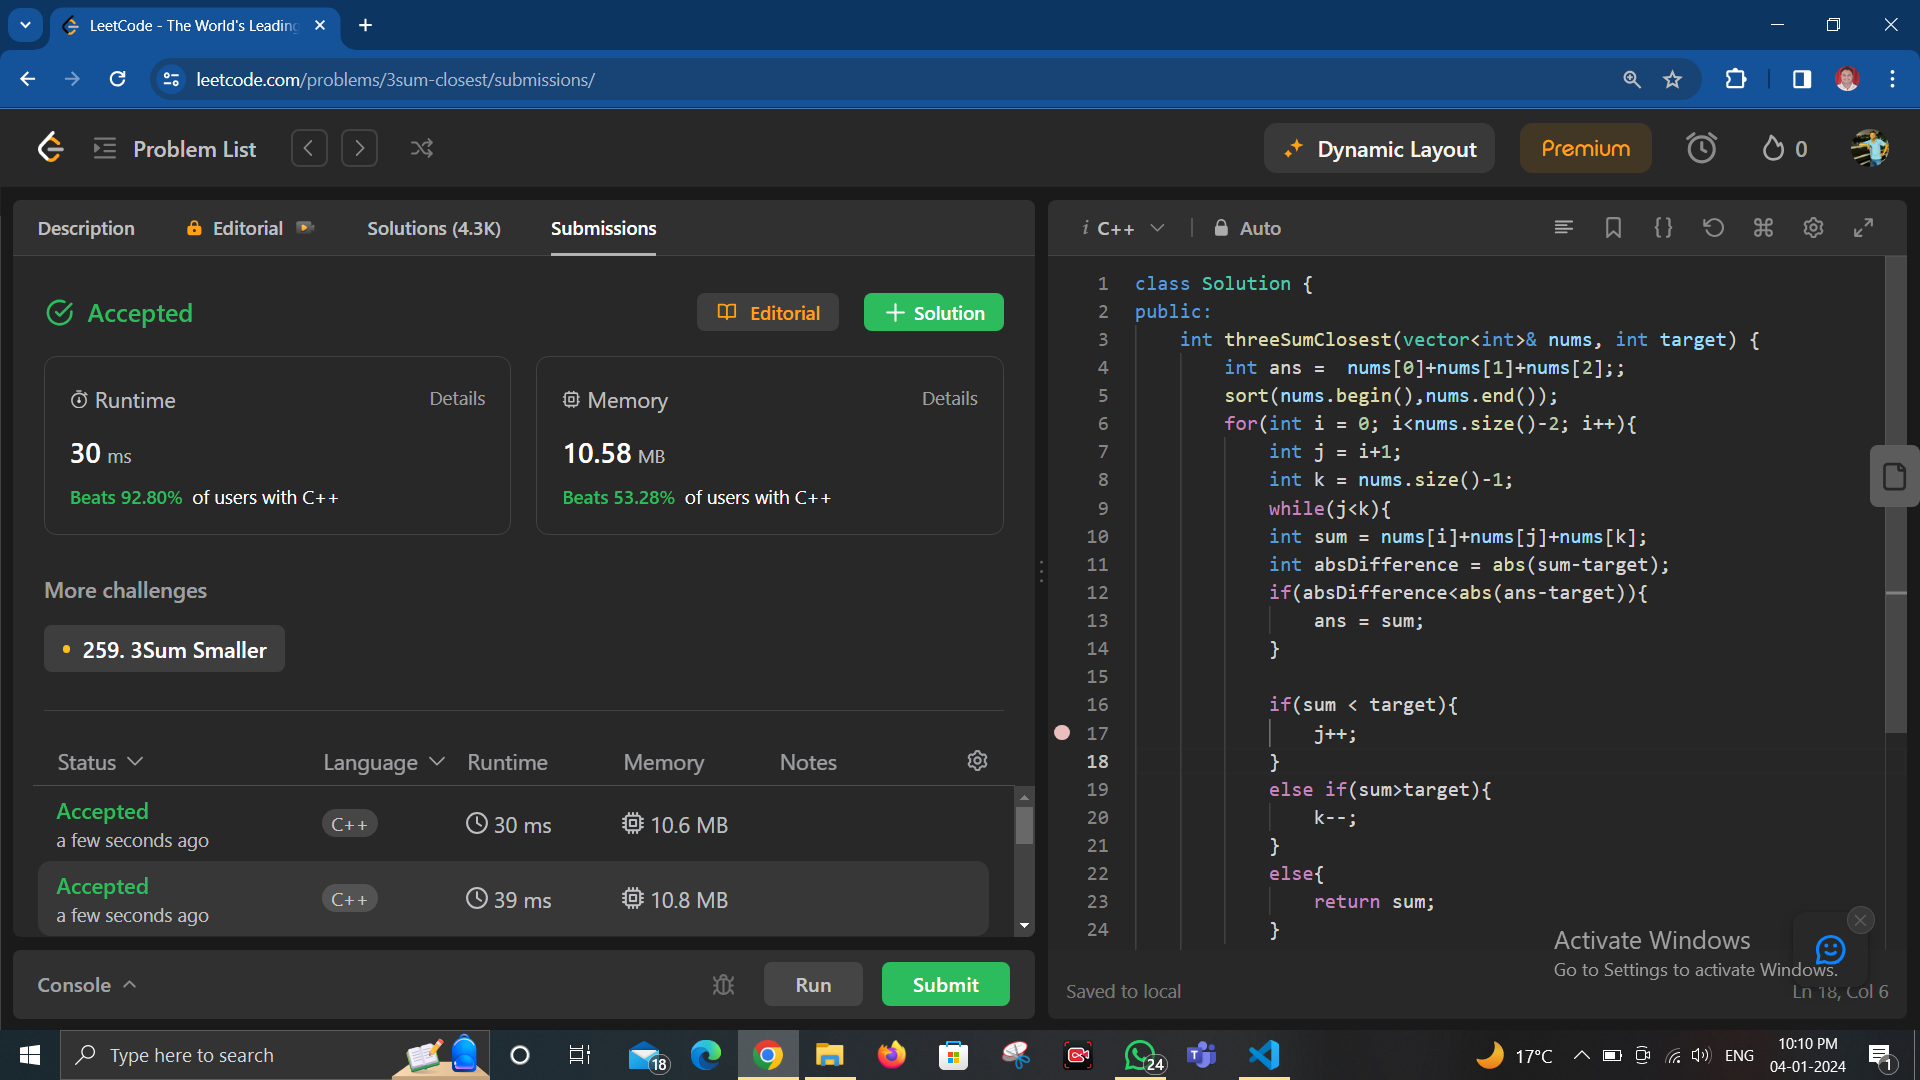 LeetCode - The World's Leading
leetcode.com/problems/3sum-closest/submissions/
Problem List
Dynamic Layout
Premium
0
Description
Editorial
Solutions (4.3K)
Submissions
Accepted
Editorial
+ Solution
Runtime
Details
30 ms
Beats 92.80% of users with C++
Memory
Details
10.58 MB
Beats 53.28% of users with C++
More challenges
259. 3Sum Smaller
Status Language Runtime Memory Notes
Accepted
a few seconds ago
C++
30 ms
10.6 MB
Accepted
a few seconds ago
C++
39 ms
10.8 MB
Console
Run
Submit
i C++
Auto
1 class Solution {
2 public:
3 int threeSumClosest(vector<int>& nums, int target) {
4 int ans =  nums[0]+nums[1]+nums[2];;
5 sort(nums.begin(),nums.end());
6 for(int i = 0; i<nums.size()-2; i++){
7 int j = i+1;
8 int k = nums.size()-1;
9 while(j<k){
10 int sum = nums[i]+nums[j]+nums[k];
11 int absDifference = abs(sum-target);
12 if(absDifference<abs(ans-target)){
13 ans = sum;
14 }
15
16 if(sum < target){
17 j++;
18 }
19 else if(sum>target){
20 k--;
21 }
22 else{
23 return sum;
24 }
Activate Windows
Go to Settings to activate Windows.
Saved to local
Ln 18, Col 6
Type here to search
18
24
17°C
ENG
10:10 PM
04-01-2024
1